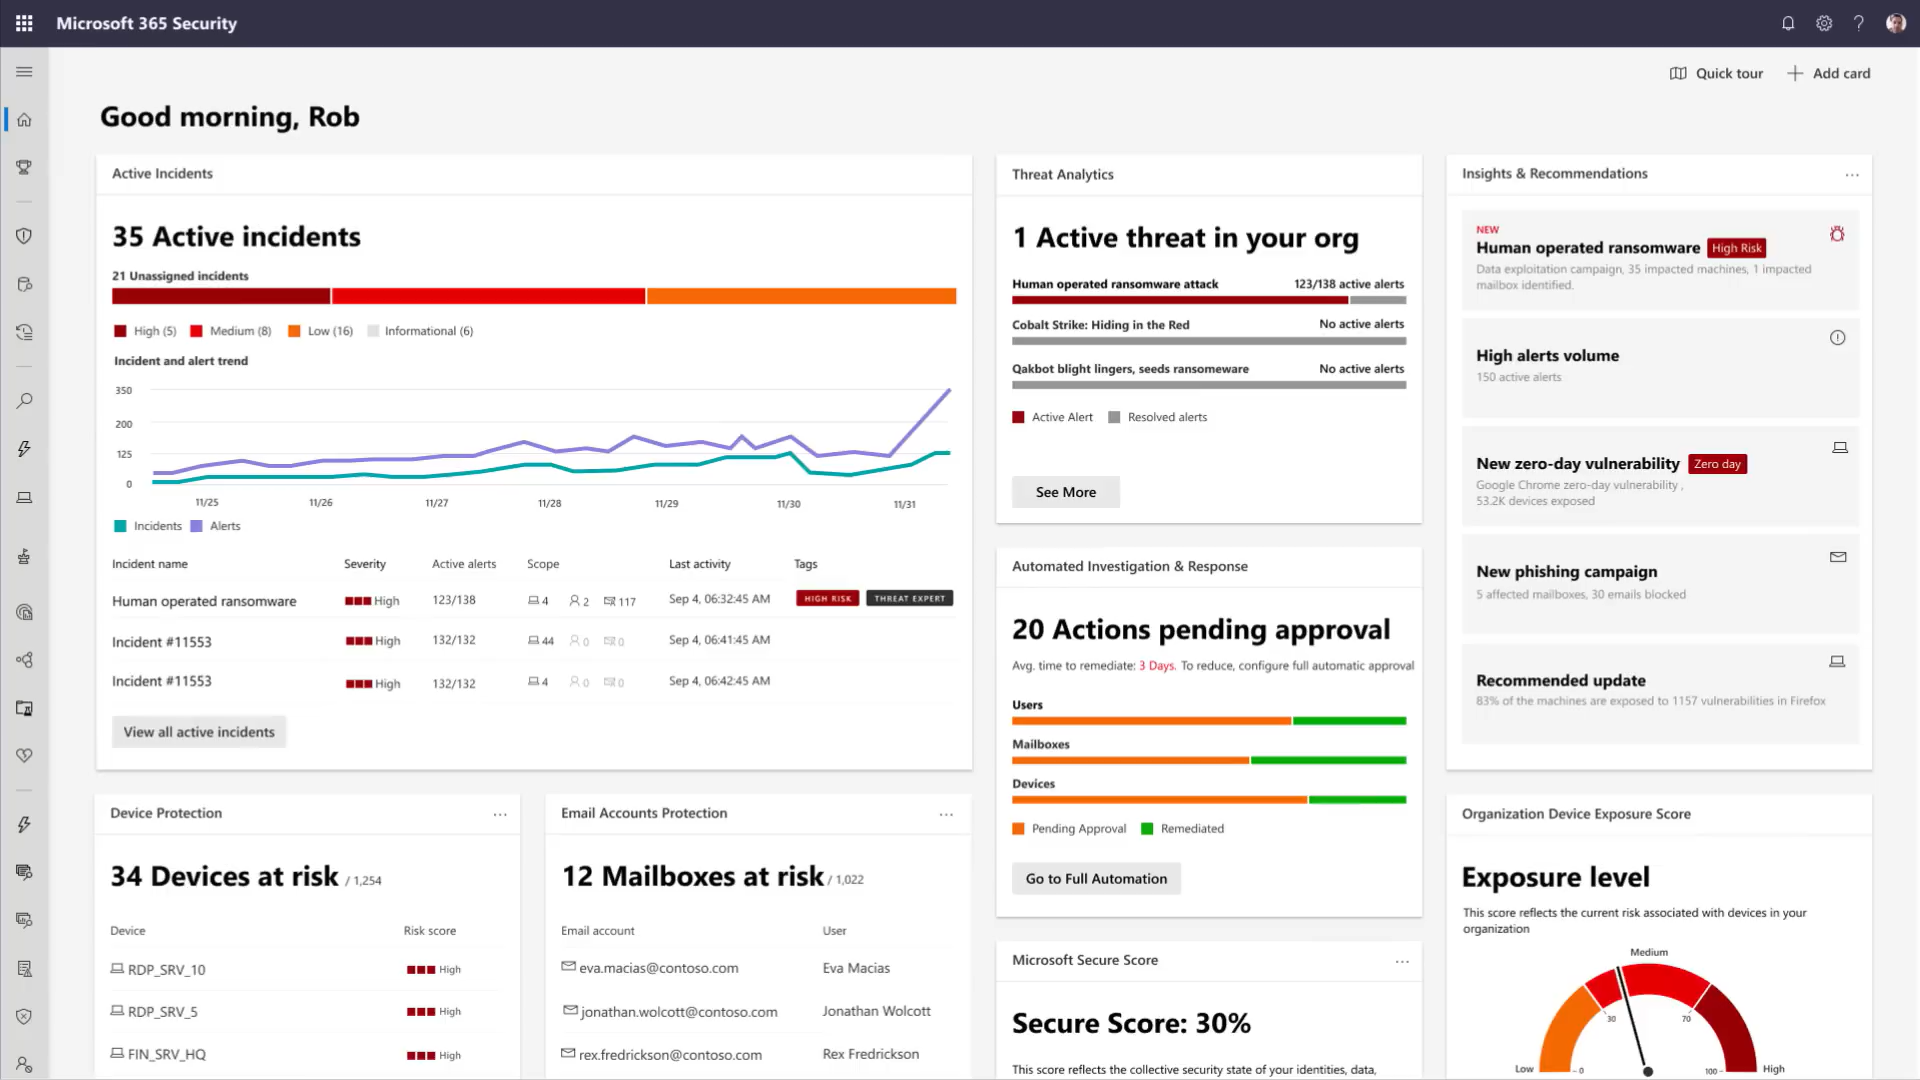 Microsoft 365 Security
Quick tour
Add card
Good morning, Rob
Active Incidents
35 Active incidents
21 Unassigned incidents
High (5)
Medium (8)
Low (16)
Informational (6)
Incident and alert trend
350
200
125
0
11/25
11/26
11/27
11/28
11/29
11/30
11/31
Incidents
Alerts
Incident name Severity Active alerts Scope Last activity Tags
Human operated ransomware High 123/138 4 2 117 Sep 4, 06:32:45 AM HIGH RISK THREAT EXPERT
Incident #11553 High 132/132 44 0 0 Sep 4, 06:41:45 AM
Incident #11553 High 132/132 4 0 0 Sep 4, 06:42:45 AM
View all active incidents
Threat Analytics
1 Active threat in your org
Human operated ransomware attack 123/138 active alerts
Cobalt Strike: Hiding in the Red No active alerts
Qakbot blight lingers, seeds ransomeware No active alerts
Active Alert
Resolved alerts
See More
Insights & Recommendations
NEW
Human operated ransomware High Risk
Data exploitation campaign, 35 impacted machines, 1 impacted
mailbox identified.
High alerts volume
150 active alerts
New zero-day vulnerability Zero day
Google Chrome zero-day vulnerability ,
53.2K devices exposed
New phishing campaign
5 affected mailboxes, 30 emails blocked
Recommended update
83% of the machines are exposed to 1157 vulnerabilities in Firefox
Automated Investigation & Response
20 Actions pending approval
Avg. time to remediate: 3 Days. To reduce, configure full automatic approval
Users
Mailboxes
Devices
Pending Approval
Remediated
Go to Full Automation
Device Protection
34 Devices at risk / 1,254
Device Risk score
RDP_SRV_10 High
RDP_SRV_5 High
FIN_SRV_HQ High
Email Accounts Protection
12 Mailboxes at risk / 1,022
Email account User
eva.macias@contoso.com Eva Macias
jonathan.wolcott@contoso.com Jonathan Wolcott
rex.fredrickson@contoso.com Rex Fredrickson
Microsoft Secure Score
Secure Score: 30%
This score reflects the collective security state of your identities, data,
Organization Device Exposure Score
Exposure level
This score reflects the current risk associated with devices in your
organization
Medium
30
70
Low
0
100
High